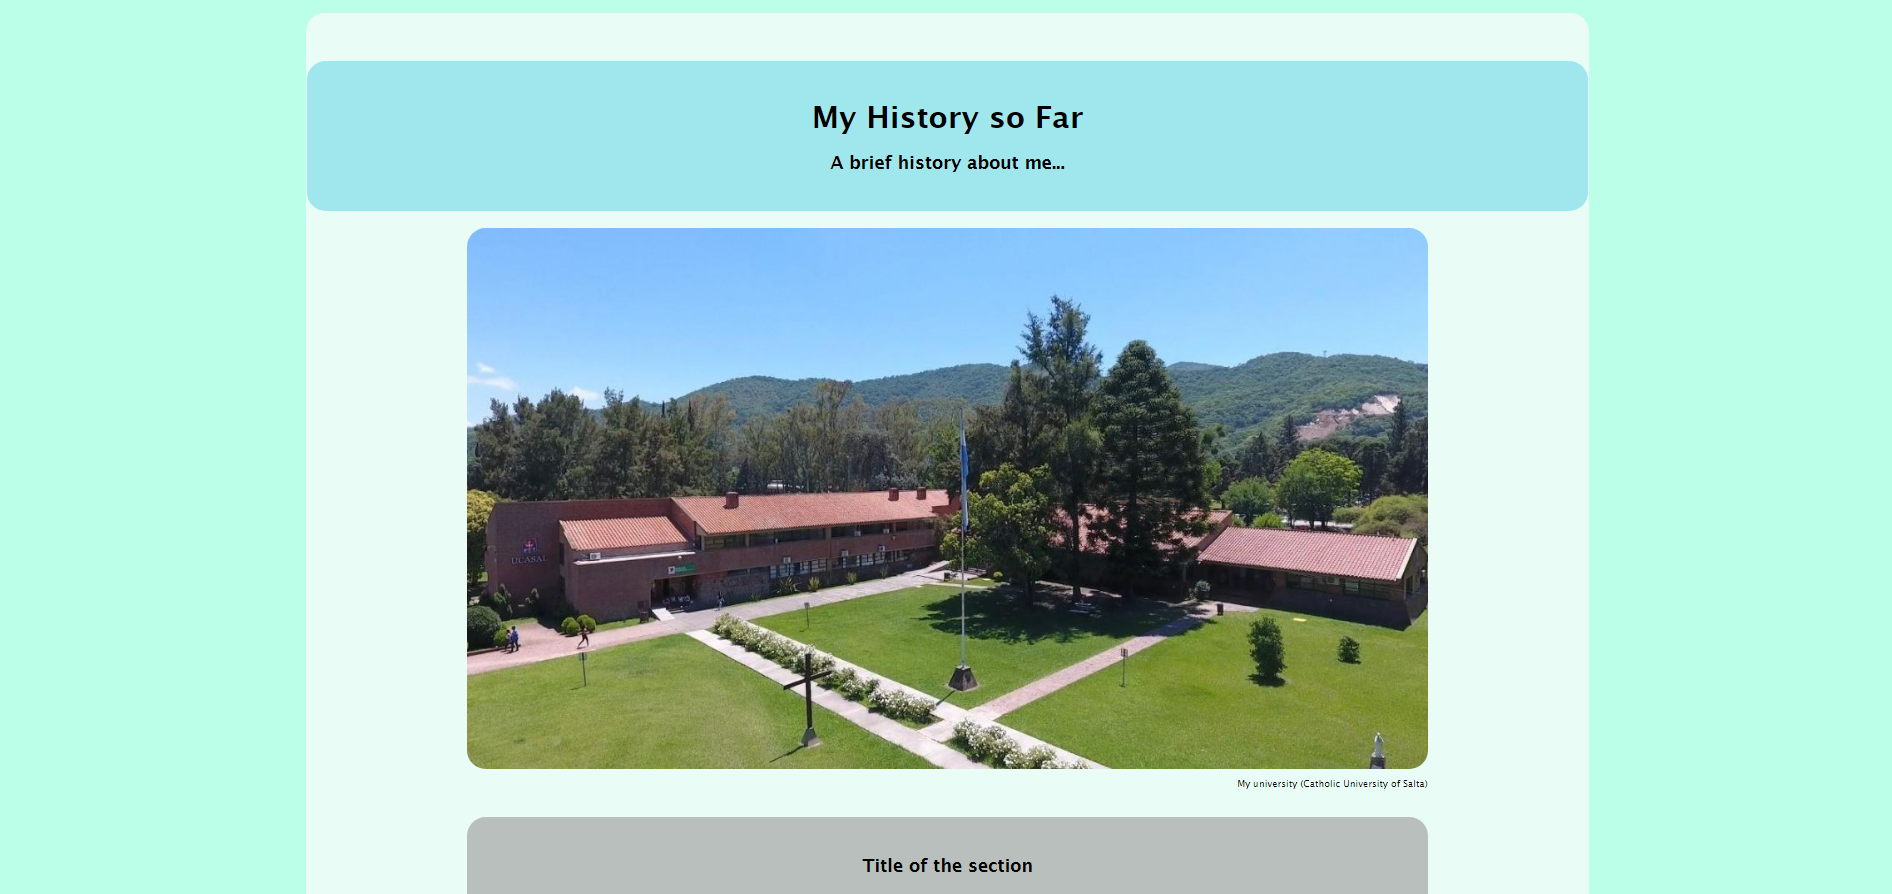 My History so Far
A brief history about me...
UCASAL
My university (Catholic University of Salta)
Title of the section